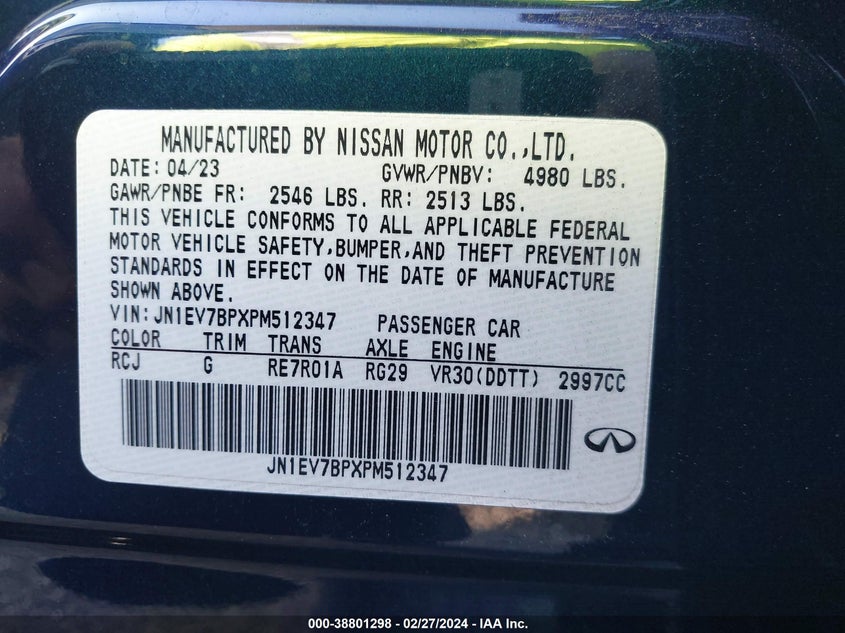 MANUFACTURED BY NISSAN MOTOR CO.,LTD.
DATE: 04/23 GVWR/PNBV: 4980 LBS.
GAWR/PNBE FR: 2546 LBS. RR: 2513 LBS.
THIS VEHICLE CONFORMS TO ALL APPLICABLE FEDERAL
MOTOR VEHICLE SAFETY,BUMPER,AND THEFT PREVENTION
STANDARDS IN EFFECT ON THE DATE OF MANUFACTURE
SHOWN ABOVE.
VIN:JN1EV7BPXPM512347 PASSENGER CAR
COLOR TRIM TRANS AXLE ENGINE
RCJ G RE7R01A RG29 VR30(DDTT) 2997CC
JN1EV7BPXPM512347
000-38801298 - 02/27/2024 - IAA Inc.